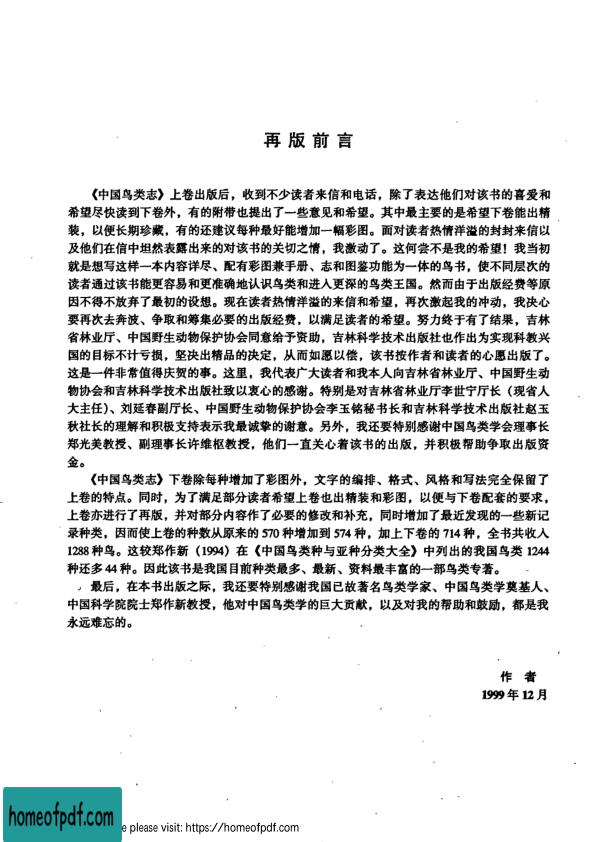 再版前言
《中国鸟类志》上卷出版后，收到不少读者来信和电话，除了表达他们对该书的喜爱和
希望尽快读到下卷外，有的附带也提出了一些意见和希望。其中最主要的是希望下卷能出精
装，以便长期珍藏，有的还建议每种最好能增加一幅彩图。面对读者热情洋溢的封封来信以
及他们在信中坦然表露出来的对该书的关切之情，我激动了。这何尝不是我的希望！我当初
就是想写这样一本内容详尽、配有彩图兼手册、志和图鉴功能为一体的鸟书，使不同层次的
读者通过该书能更容易和更准确地认识鸟类和进入更深的鸟类王国。然而由于出版经费等原
因不得不放弃了最初的设想。现在读者热情洋溢的来信和希望，再次激起我的冲动，我决心
要再次去奔波、争取和筹集必要的出版经费，以满足读者的希望。努力终于有了结果，吉林
省林业厅、中国野生动物保护协会同意给予资助，吉林科学技术出版社也作出为实现科教兴
国的目标不计亏损，坚决出精品的决定，从而如愿以偿，该书按作者和读者的心愿出版了。
这是一件非常值得庆贺的事。这里，我代表广大读者和我本人向吉林省林业厅、中国野生动
物协会和吉林科学技术出版社致以衷心的感谢。特别是对吉林省林业厅李世宁厅长（现省人
大主任）、刘延春副厅长、中国野生动物保护协会李玉铭秘书长和吉林科学技术出版社赵玉
秋社长的理解和积极支持表示我最诚挚的谢意。另外，我还要特别感谢中国鸟类学会理事长
郑光美教授、副理事长许维枢教授，他们一直关心着该书的出版，并积极帮助争取出版资
金。
《中国鸟类志》下卷除每种增加了彩图外，文字的编排、格式、风格和写法完全保留了
上卷的特点。同时，为了满足部分读者希望上卷也出精装和彩图，以便与下卷配套的要求，
上卷亦进行了再版，并对部分内容作了必要的修改和补充，同时增加了最近发现的一些新记
录种类，因而使上卷的种数从原来的 570 种增加到 574 种，加上下卷的 714 种，全书共收入
1288 种鸟。这较郑作新（1994）在《中国鸟类种与亚种分类大全》中列出的我国鸟类 1244
种还多 44 种。因此该书是我国目前种类最多、最新、资料最丰富的一部鸟类专著。
最后，在本书出版之际，我还要特别感谢我国已故著名鸟类学家、中国鸟类学奠基人、
中国科学院院士郑作新教授，他对中国鸟类学的巨大贡献，以及对我的帮助和鼓励，都是我
永远难忘的。
作 者
1999 年 12 月
homeofpdf.com
e please visit: https://homeofpdf.com